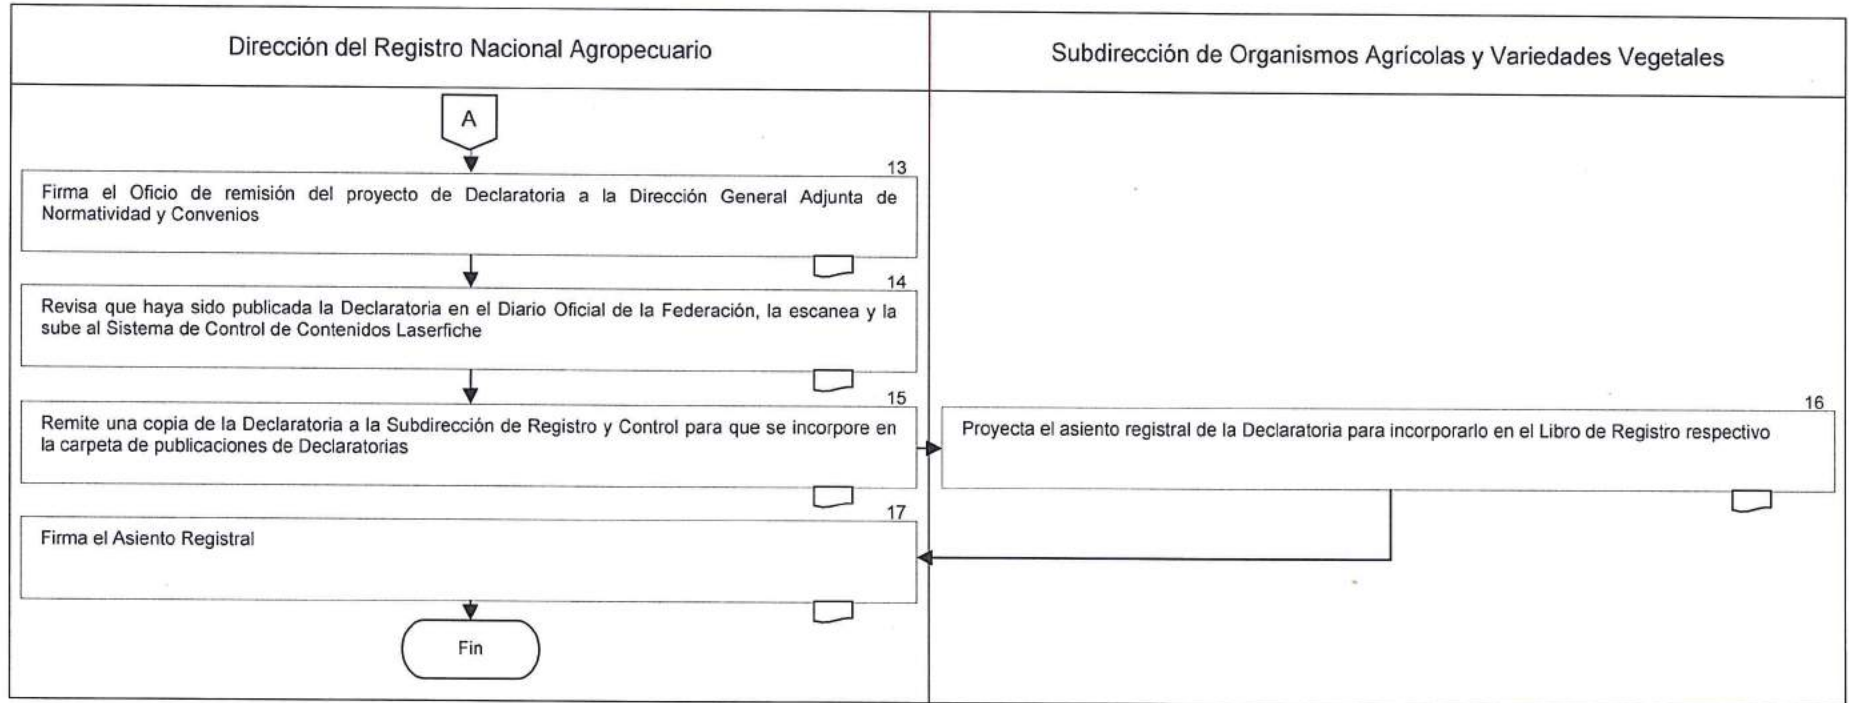 Dirección del Registro Nacional Agropecuario
Subdirección de Organismos Agrícolas y Variedades Vegetales
A
13
Firma el Oficio de remisión del proyecto de Declaratoria a la Dirección General Adjunta de
Normatividad y Convenios
14
Revisa que haya sido publicada la Declaratoria en el Diario Oficial de la Federación, la escanea y la
sube al Sistema de Control de Contenidos Laserfiche
15
Remite una copia de la Declaratoria a la Subdirección de Registro y Control para que se incorpore en
la carpeta de publicaciones de Declaratorias
16
Proyecta el asiento registral de la Declaratoria para incorporarlo en el Libro de Registro respectivo
17
Firma el Asiento Registral
Fin